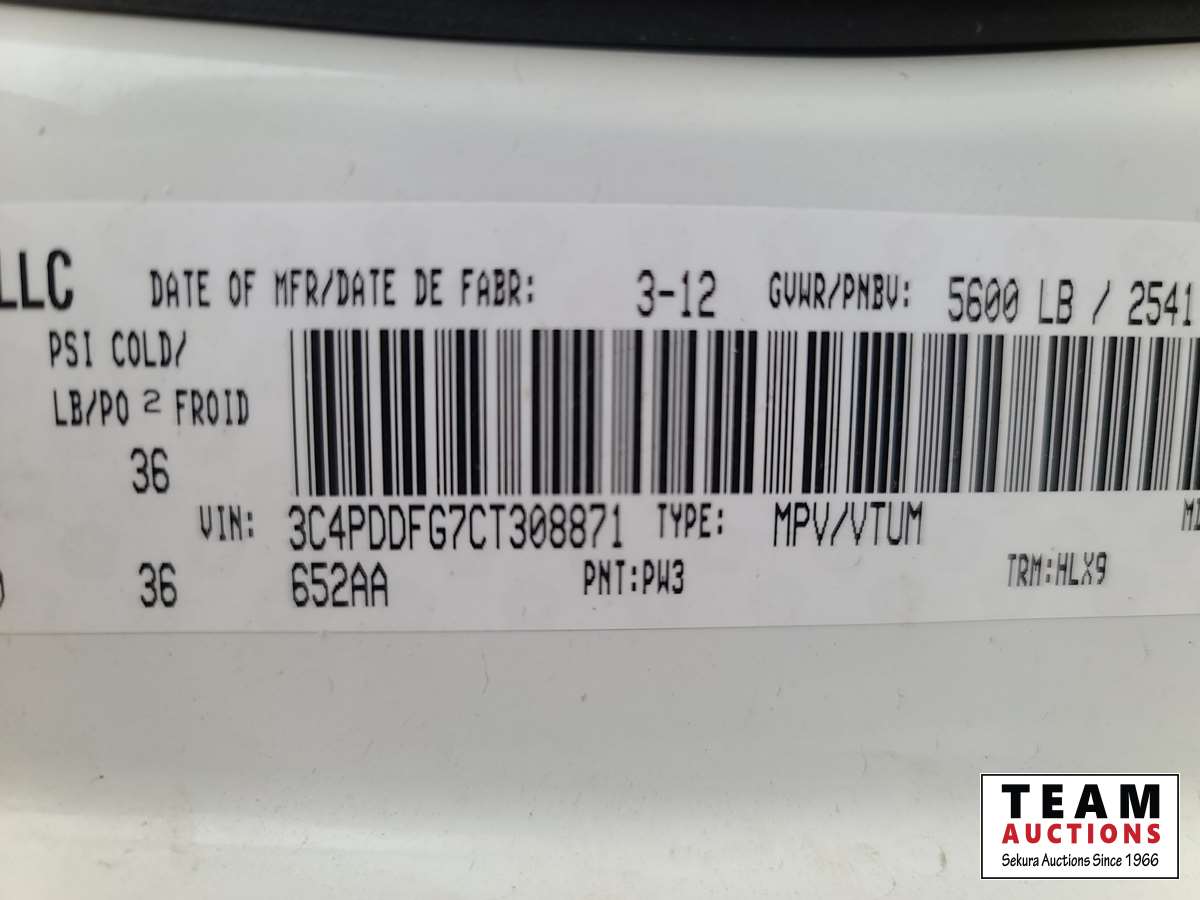 LLC DATE OF MFR/DATE DE FABR: 3-12 GVWR/PNBV: 5600 LB / 2541
PSI COLD/
LB/PO 2 FROID
36
VIN: 3C4PDDFG7CT308871 TYPE: MPV/VTUM
36 652AA PNT:PW3 TRM:HLX9
TEAM
AUCTIONS
Sekura Auctions Since 1966